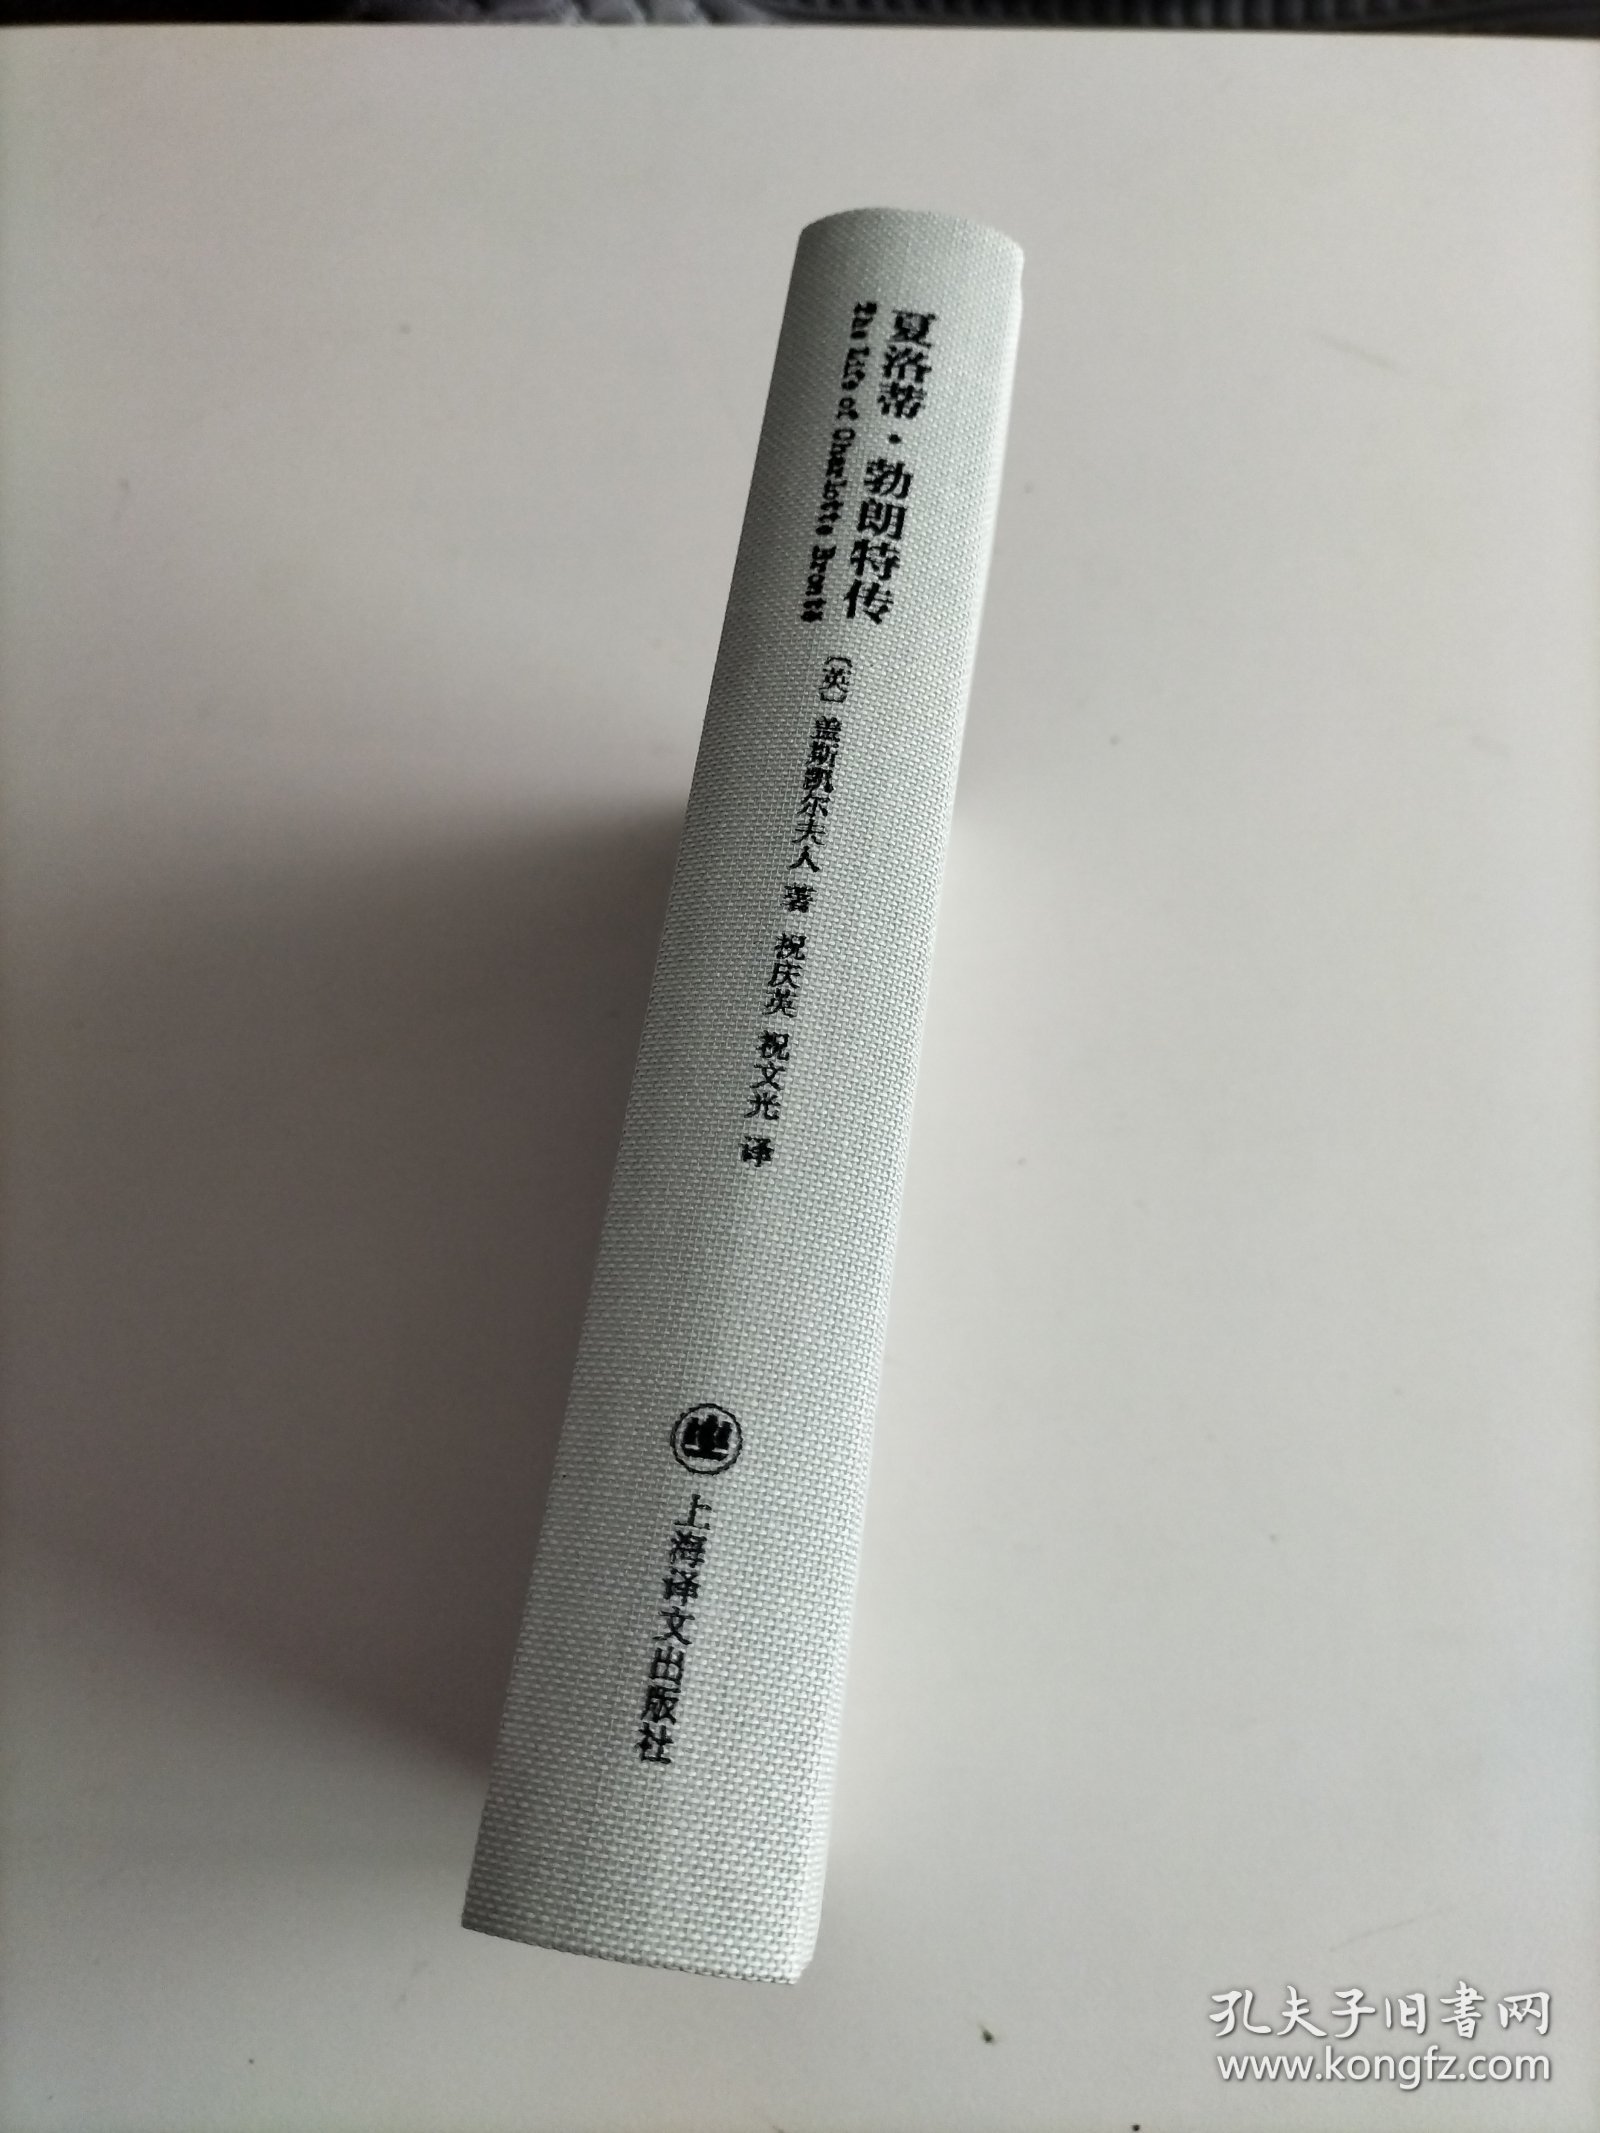 夏洛蒂·勃朗特传
The Life of Charlotte Brontë
〔英〕盖斯凯尔夫人 著 祝庆英 祝文光 译
上海译文出版社
孔夫子旧书网
www.kongfz.com